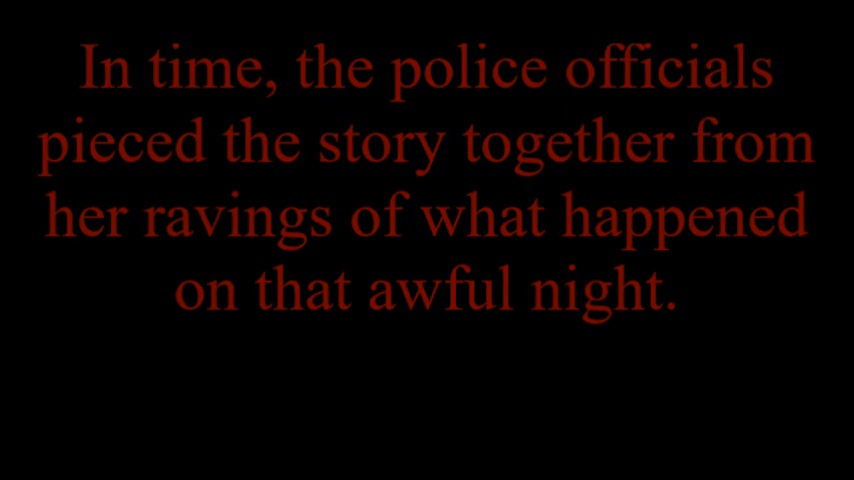 In time, the police officials
pieced the story together from
her ravings of what happened
on that awful night.